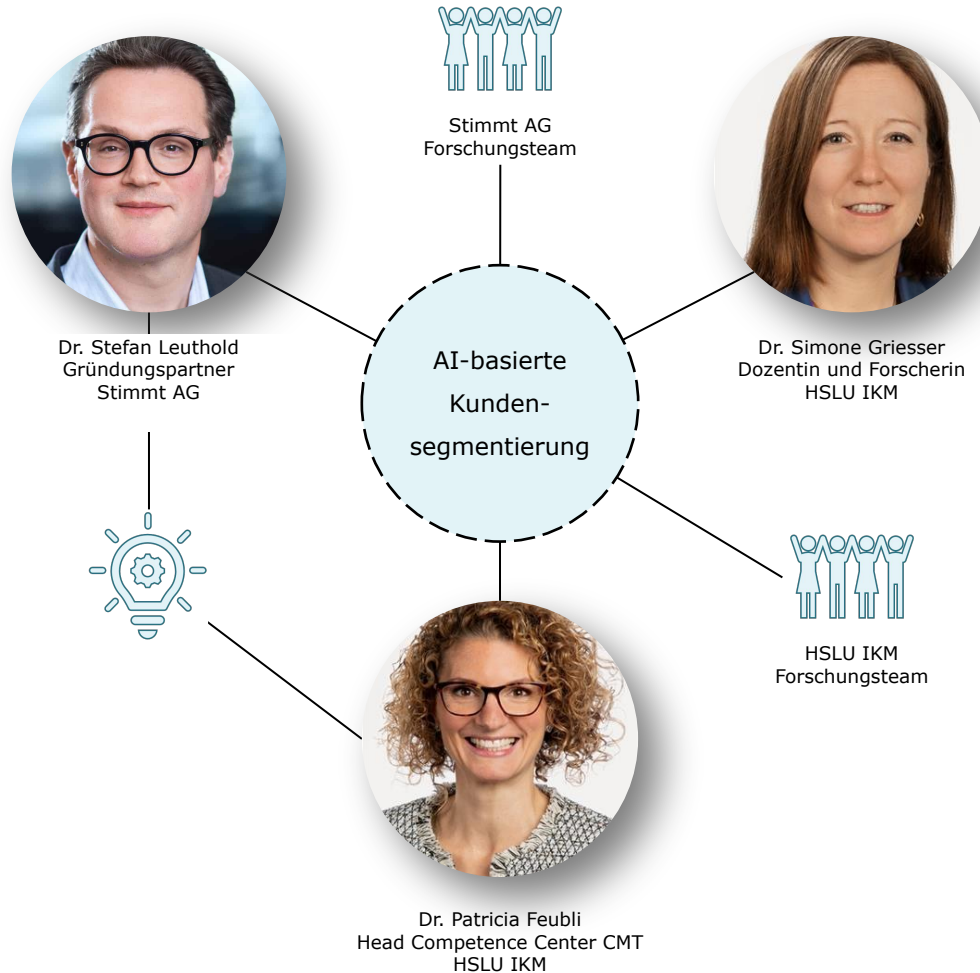 Stimmt AG
Forschungsteam
Dr. Stefan Leuthold
Gründungspartner
Stimmt AG
Dr. Simone Griesser
Dozentin und Forscherin
HSLU IKM
AI-basierte
Kunden-
segmentierung
HSLU IKM
Forschungsteam
Dr. Patricia Feubli
Head Competence Center CMT
HSLU IKM